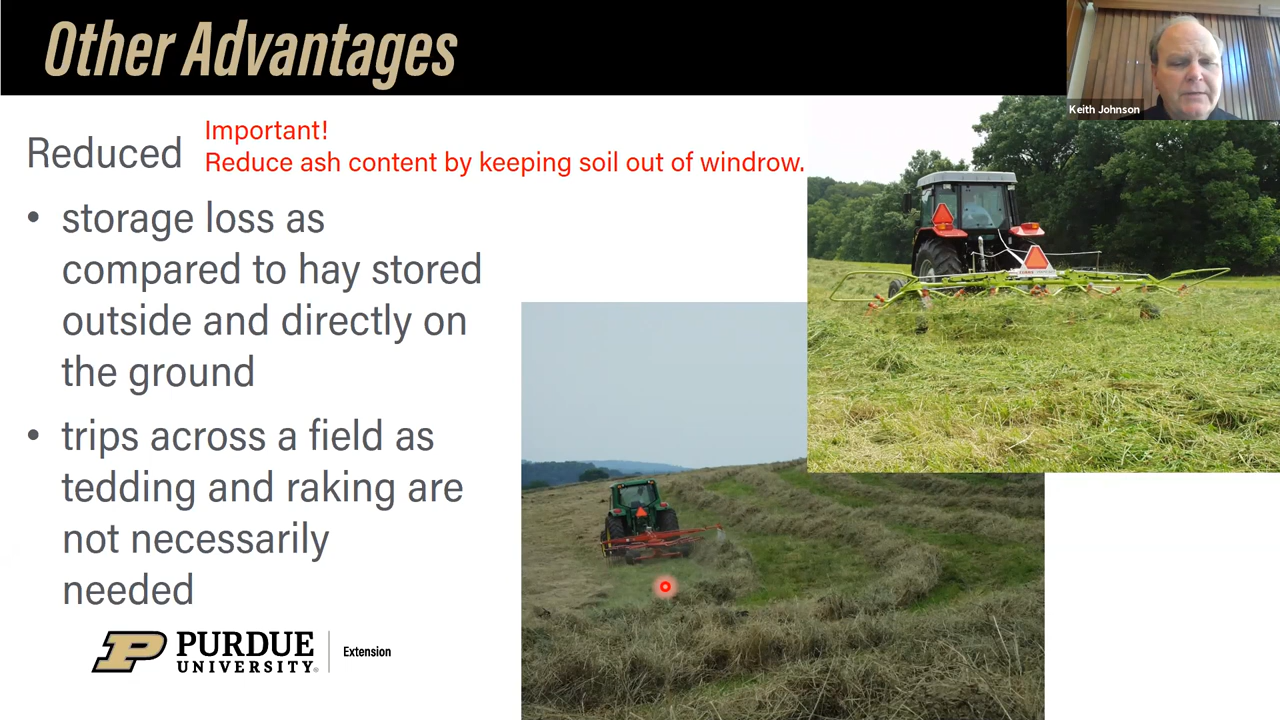 Other Advantages
Keith Johnson
Important!
Reduced
Reduce ash content by keeping soil out of windrow.
• storage loss as
compared to hay stored
outside and directly on
the ground
• trips across a field as
tedding and raking are
not necessarily
needed
PURDUE
UNIVERSITY®
Extension